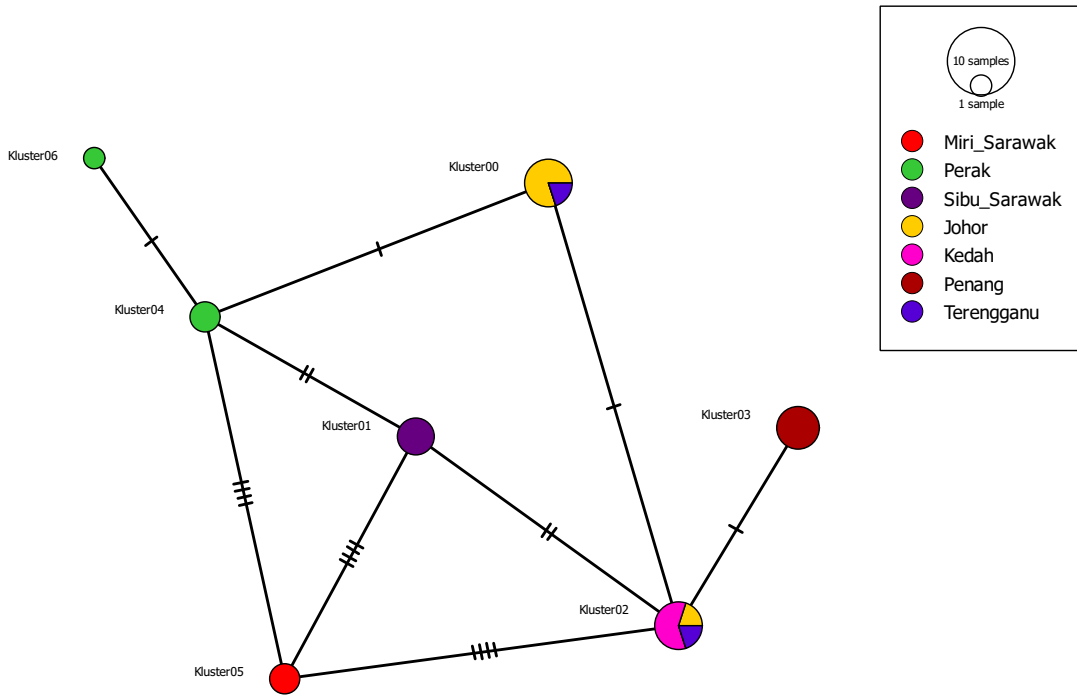 10 samples
1 sample
Miri_Sarawak
Perak
Sibu_Sarawak
Johor
Kedah
Penang
Terengganu
Kluster06
Kluster00
Kluster04
Kluster03
Kluster01
Kluster02
Kluster05